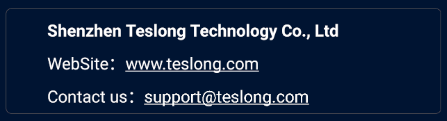 Shenzhen Teslong Technology Co., Ltd
WebSite：www.teslong.com
Contact us：support@teslong.com